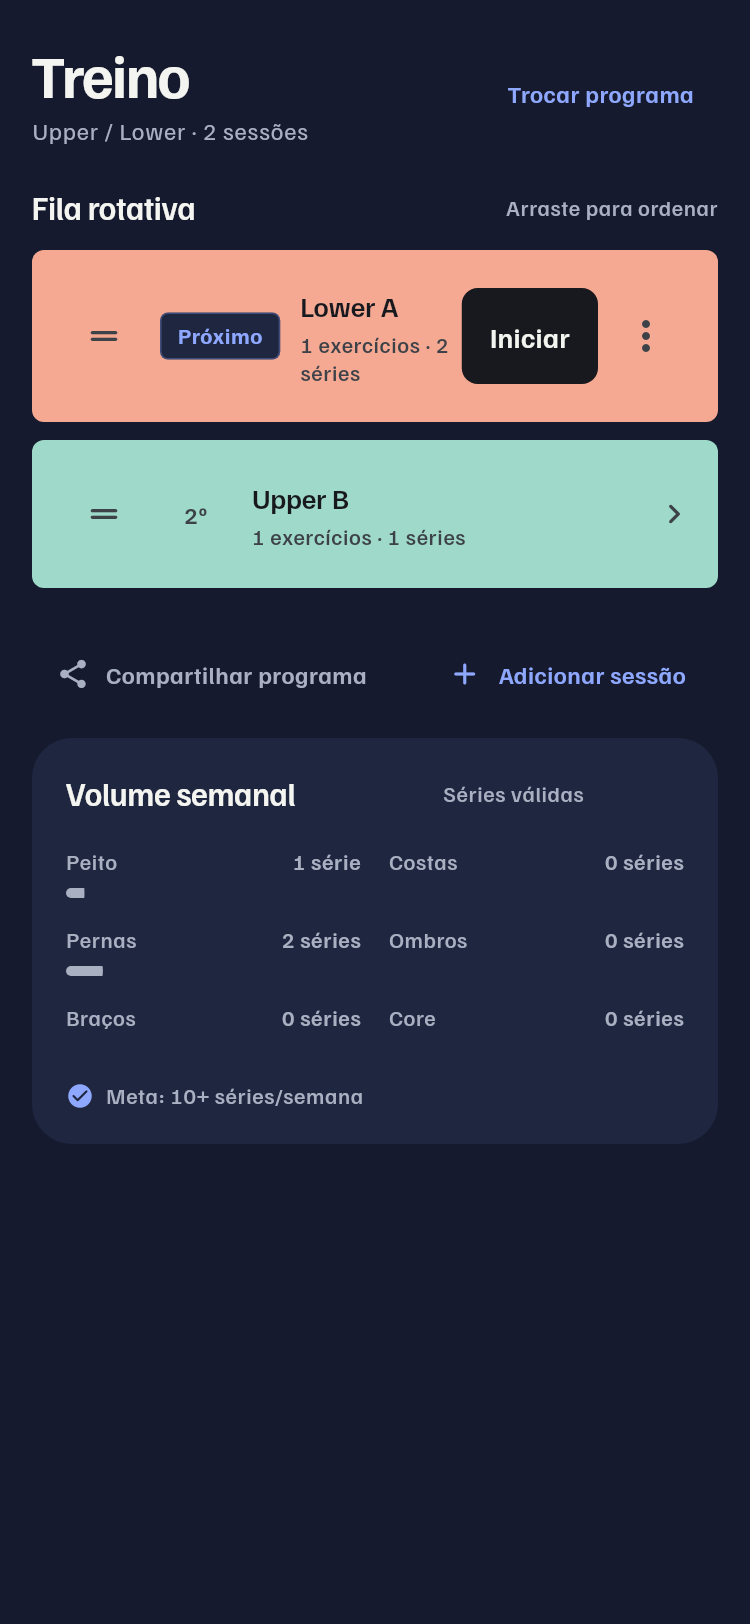 Treino
Trocar programa
Upper / Lower · 2 sessões
Fila rotativa
Arraste para ordenar
Próximo
Lower A
1 exercícios · 2
séries
Iniciar
2º
Upper B
1 exercícios · 1 séries
Compartilhar programa
Adicionar sessão
Volume semanal
Séries válidas
Peito
1 série
Costas
0 séries
Pernas
2 séries
Ombros
0 séries
Braços
0 séries
Core
0 séries
Meta: 10+ séries/semana